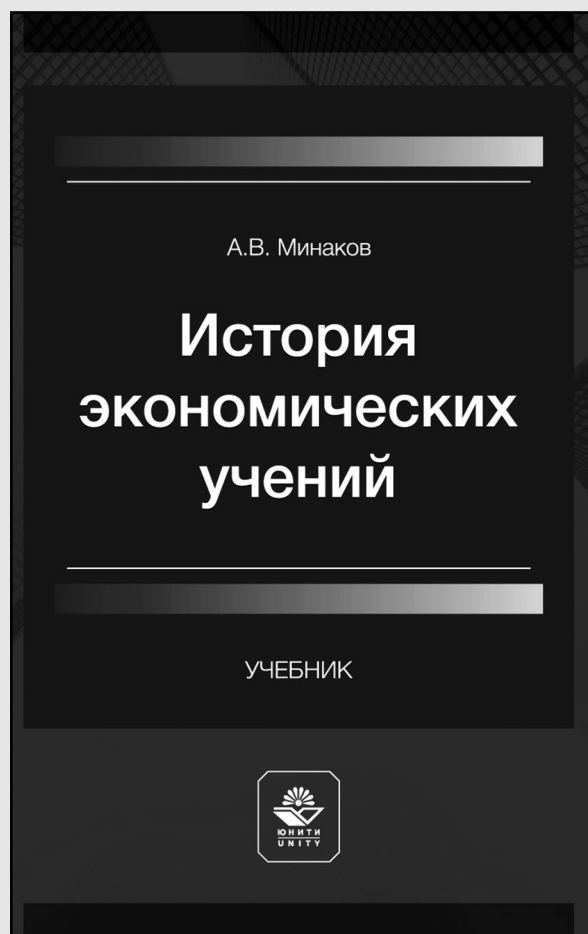 А.В. Минаков
История
экономических
учений
УЧЕБНИК
ЮНИТИ
UNITY